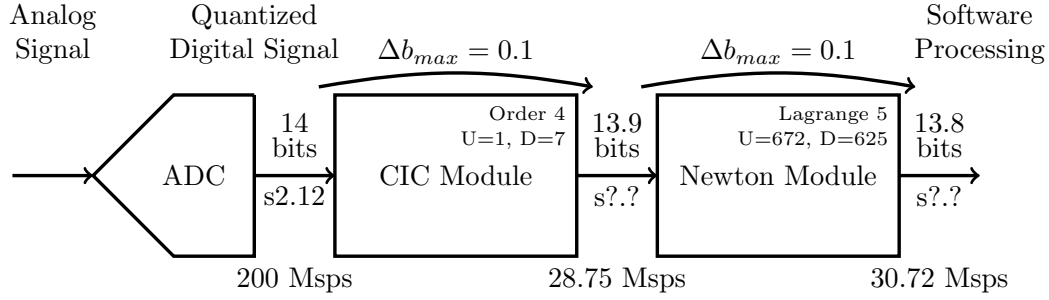 Analog
Signal
Quantized
Digital Signal
Δb_max = 0.1
Δb_max = 0.1
Software
Processing
ADC
14
bits
s2.12
Order 4
U=1, D=7
CIC Module
13.9
bits
s?.?
Lagrange 5
U=672, D=625
Newton Module
13.8
bits
s?.?
200 Msps
28.75 Msps
30.72 Msps